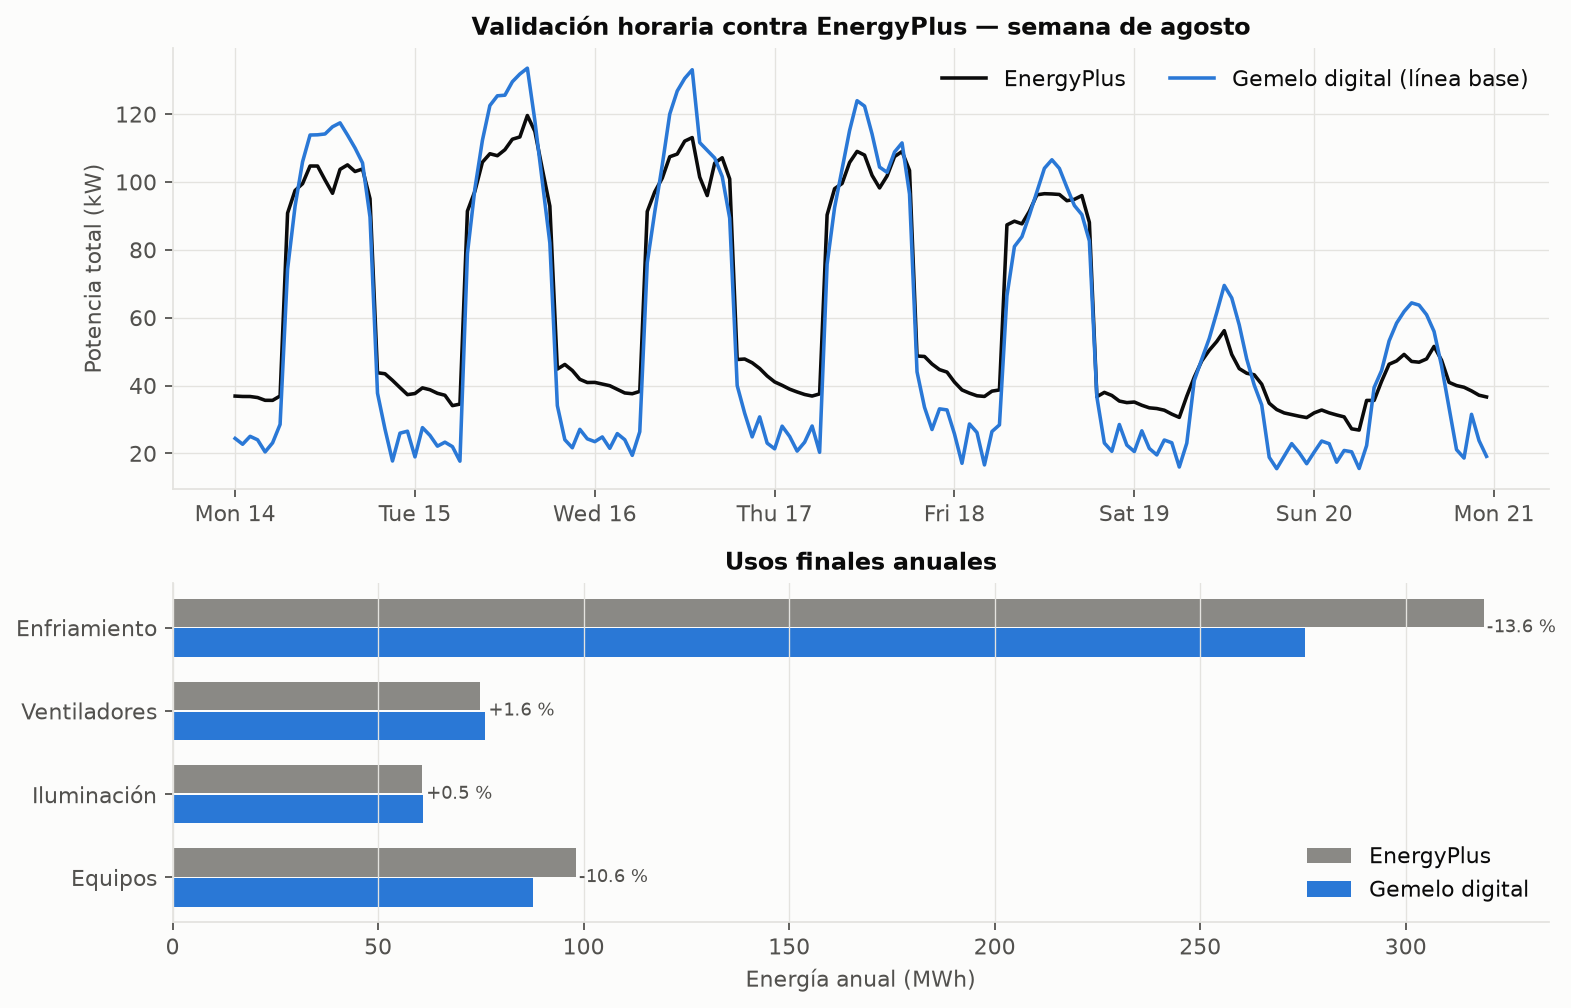 Validación horaria contra EnergyPlus — semana de agosto
EnergyPlus
Gemelo digital (línea base)
Potencia total (kW)
120
100
80
60
40
20
Mon 14
Tue 15
Wed 16
Thu 17
Fri 18
Sat 19
Sun 20
Mon 21
Usos finales anuales
Enfriamiento
-13.6 %
Ventiladores
+1.6 %
Iluminación
+0.5 %
Equipos
-10.6 %
EnergyPlus
Gemelo digital
0
50
100
150
200
250
300
Energía anual (MWh)